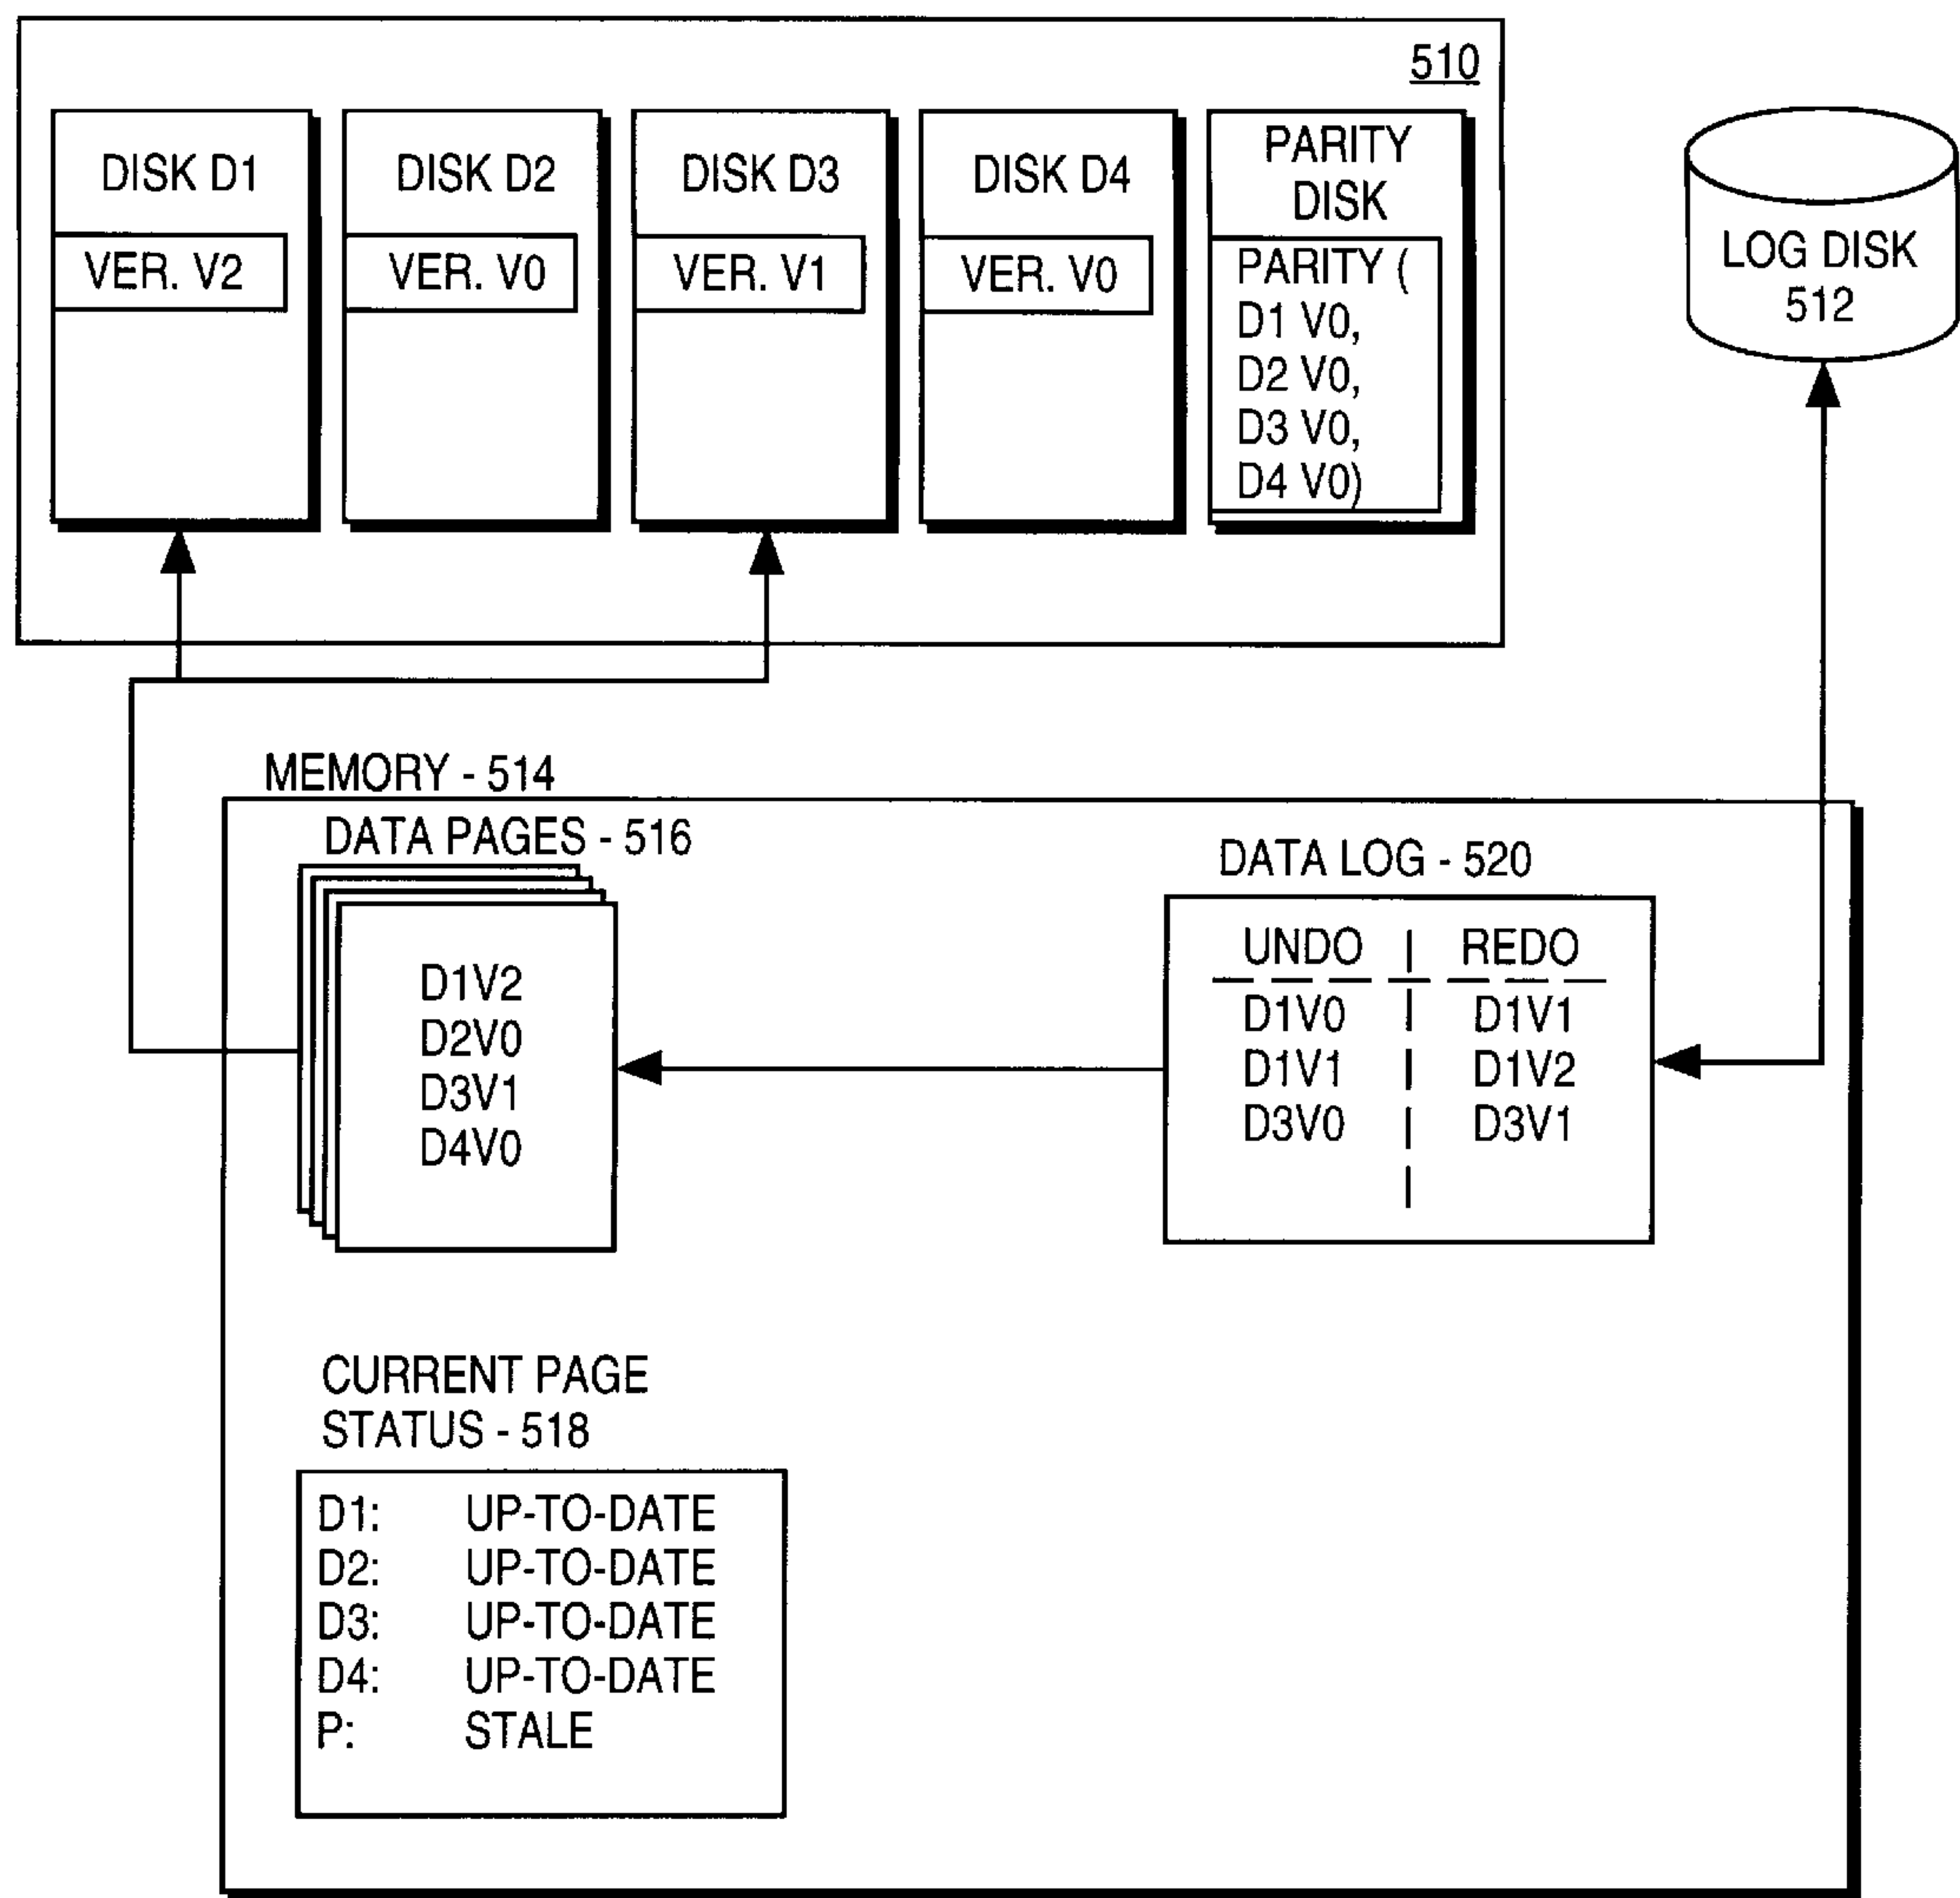 510
DISK D1
VER. V2
DISK D2
VER. V0
DISK D3
VER. V1
DISK D4
VER. V0
PARITY
DISK
PARITY (
D1 V0,
D2 V0,
D3 V0,
D4 V0)
LOG DISK
512
MEMORY - 514
DATA PAGES - 516
D1V2
D2V0
D3V1
D4V0
DATA LOG - 520
UNDO | REDO
D1V0 | D1V1
D1V1 | D1V2
D3V0 | D3V1
CURRENT PAGE
STATUS - 518
D1: UP-TO-DATE
D2: UP-TO-DATE
D3: UP-TO-DATE
D4: UP-TO-DATE
P: STALE